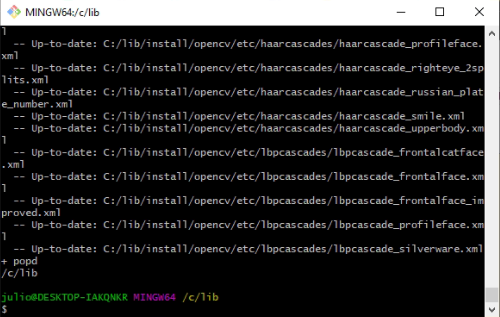 MINGW64:/c/lib
l
-- Up-to-date: C:/lib/install/opencv/etc/haarcascades/haarcascade_profileface.
xml
-- Up-to-date: C:/lib/install/opencv/etc/haarcascades/haarcascade_righteye_2sp
lits.xml
-- Up-to-date: C:/lib/install/opencv/etc/haarcascades/haarcascade_russian_plat
e_number.xml
-- Up-to-date: C:/lib/install/opencv/etc/haarcascades/haarcascade_smile.xml
-- Up-to-date: C:/lib/install/opencv/etc/haarcascades/haarcascade_upperbody.xm
l
-- Up-to-date: C:/lib/install/opencv/etc/lbpcascades/lbpcascade_frontalcatface
.xml
-- Up-to-date: C:/lib/install/opencv/etc/lbpcascades/lbpcascade_frontalface.xm
l
-- Up-to-date: C:/lib/install/opencv/etc/lbpcascades/lbpcascade_frontalface_im
proved.xml
-- Up-to-date: C:/lib/install/opencv/etc/lbpcascades/lbpcascade_profileface.xm
l
-- Up-to-date: C:/lib/install/opencv/etc/lbpcascades/lbpcascade_silverware.xml
+ popd
/c/lib
julio@DESKTOP-IAKQNKR MINGW64 /c/lib
$